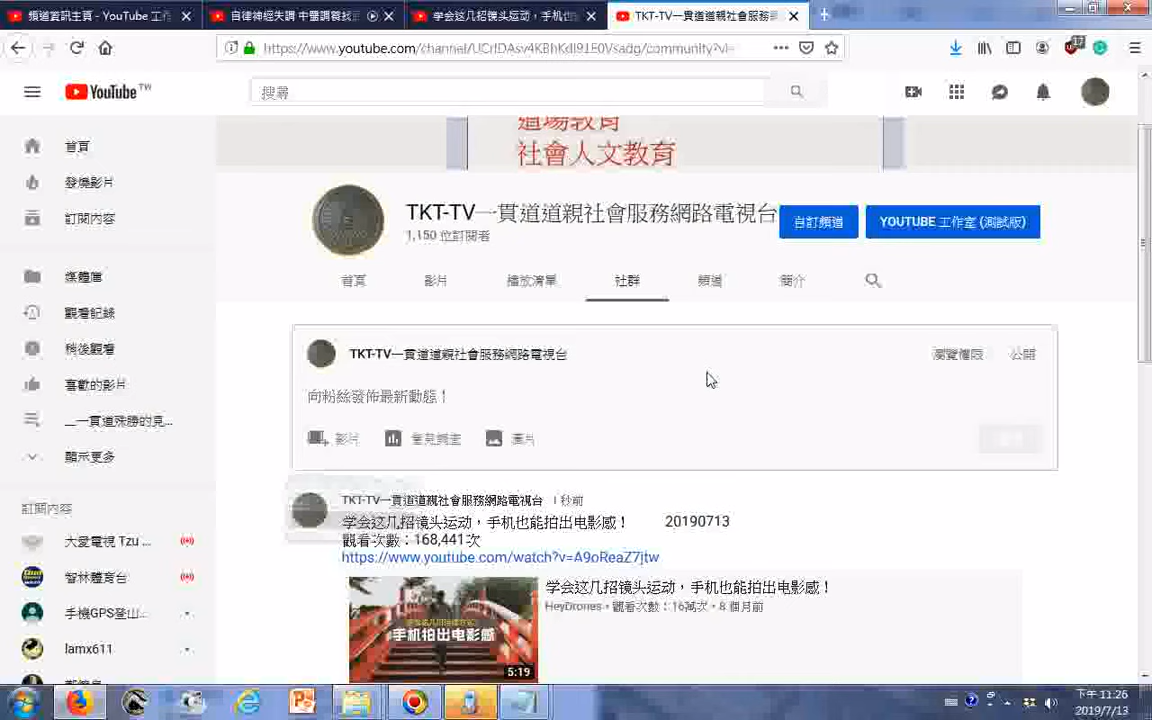 頻道資訊主頁 - YouTube 工作
自律神經失調 中醫調養技
学会这几招镜头运动，手机也
TKT-TV一貫道道親社會服務網
YouTube TW
搜尋
道場教育
社會人文教育
首頁
發燒影片
訂閱內容
媒體庫
觀看記錄
稍後觀看
喜歡的影片
__一貫道殊勝的見...
顯示更多
訂閱內容
大愛電視 Tzu ...
智林體育台
手機GPS登山...
lamx611
TKT-TV一貫道道親社會服務網路電視台
1,150 位訂閱者
自訂頻道
YOUTUBE 工作室 (測試版)
首頁 影片 播放清單 社群 頻道 簡介
TKT-TV一貫道道親社會服務網路電視台
瀏覽權限 公開
向粉絲發佈最新動態！
影片 意見調查 圖片
TKT-TV一貫道道親社會服務網路電視台 1 秒前
学会这几招镜头运动，手机也能拍出电影感！ 20190713
觀看次數：168,441次
https://www.youtube.com/watch?v=A9oReaZ7jtw
学会这几招镜头运动，手机也能拍出电影感！
HeyDrones・觀看次數：16萬次・8 個月前
手机拍出电影感
5:19
下午 11:26
2019/7/13